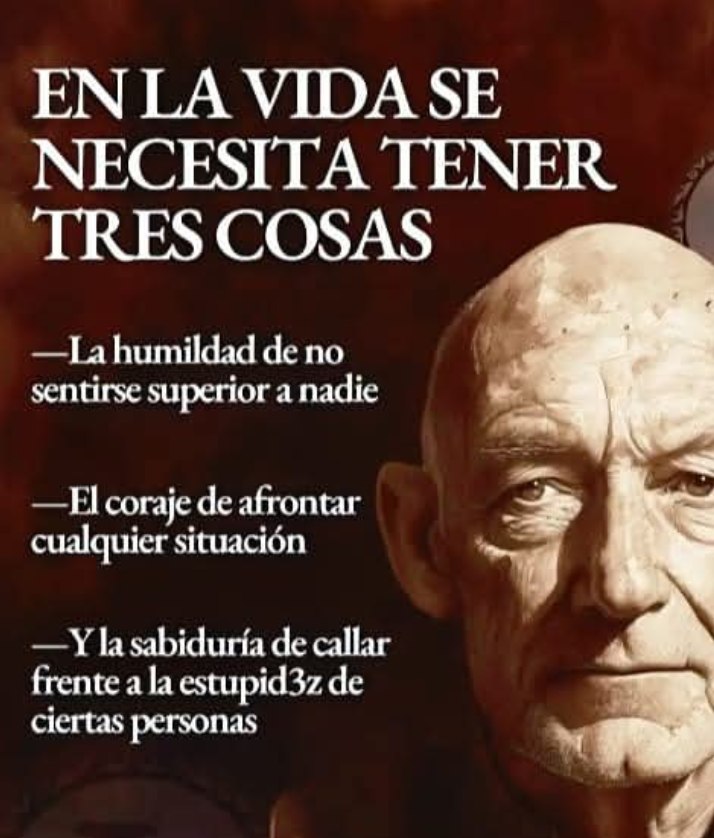 EN LA VIDA SE
NECESITA TENER
TRES COSAS
—La humildad de no
sentirse superior a nadie
—El coraje de afrontar
cualquier situación
—Y la sabiduría de callar
frente a la estupid3z de
ciertas personas